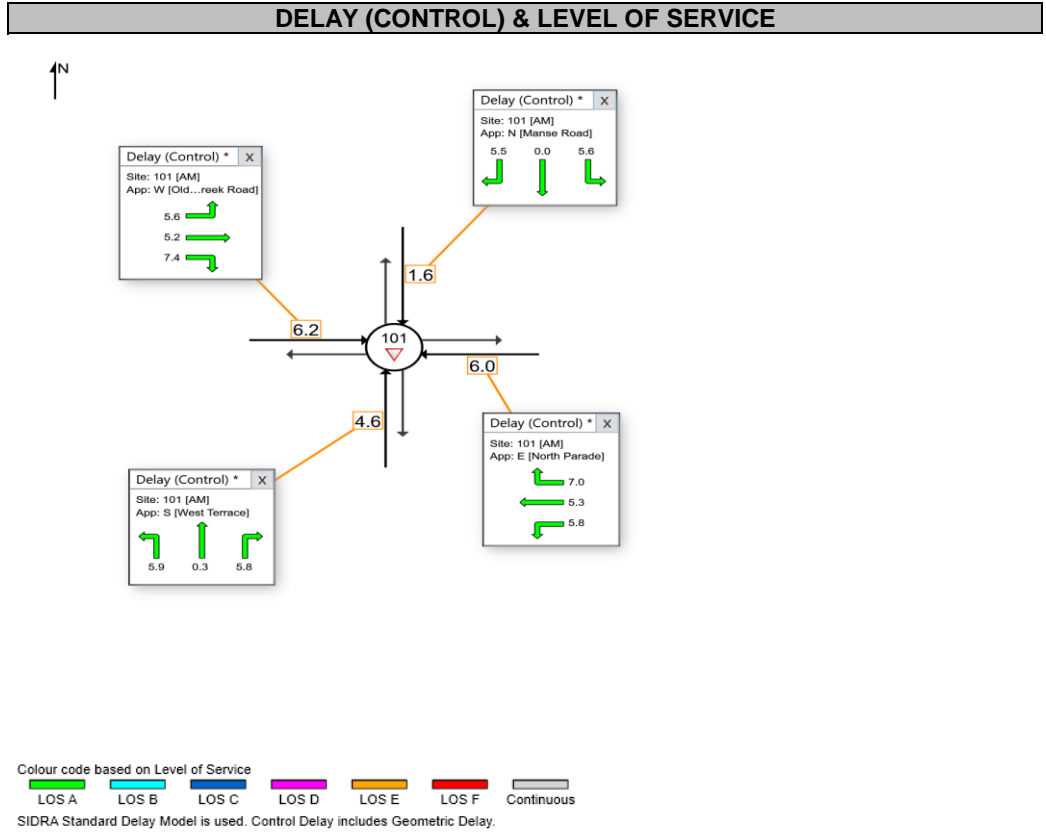 DELAY (CONTROL) & LEVEL OF SERVICE
N
Delay (Control) * X
Site: 101 [AM]
App: N [Manse Road]
5.5 0.0 5.6
Delay (Control) * X
Site: 101 [AM]
App: W [Old...reek Road]
5.6
5.2
7.4
1.6
6.2
101
6.0
4.6
Delay (Control) * X
Site: 101 [AM]
App: E [North Parade]
7.0
5.3
5.8
Delay (Control) * X
Site: 101 [AM]
App: S [West Terrace]
5.9 0.3 5.8
Colour code based on Level of Service
LOS A LOS B LOS C LOS D LOS E LOS F Continuous
SIDRA Standard Delay Model is used. Control Delay includes Geometric Delay.